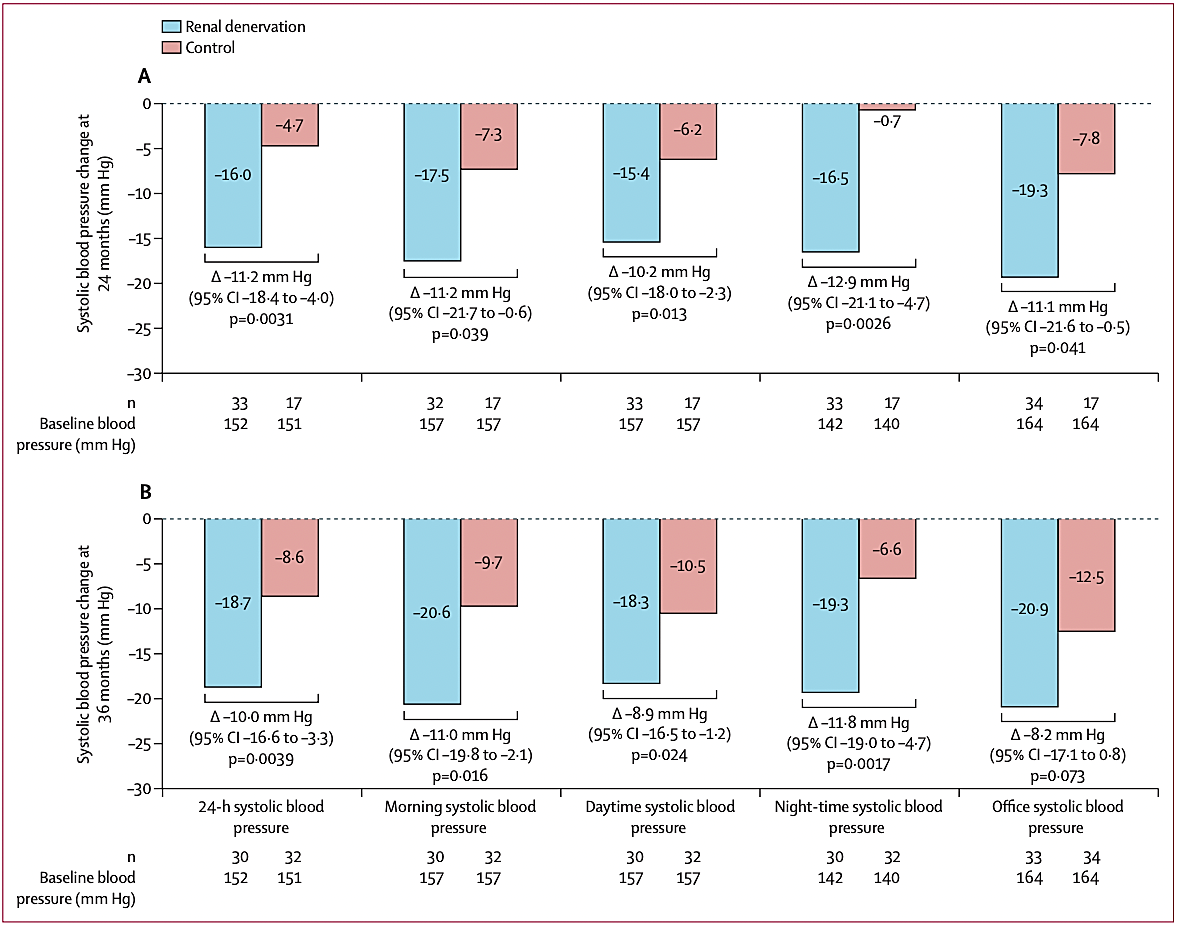 Renal denervation
Control
A
Systolic blood pressure change at
24 months (mm Hg)
0
−5
−10
−15
−20
−25
−30
−16·0
−4·7
−17·5
−7·3
−15·4
−6·2
−16·5
−0·7
−19·3
−7·8
Δ −11·2 mm Hg
(95% CI −18·4 to −4·0)
p=0·0031
Δ −11·2 mm Hg
(95% CI −21·7 to −0·6)
p=0·039
Δ −10·2 mm Hg
(95% CI −18·0 to −2·3)
p=0·013
Δ −12·9 mm Hg
(95% CI −21·1 to −4·7)
p=0·0026
Δ −11·1 mm Hg
(95% CI −21·6 to −0·5)
p=0·041
n 33 17 32 17 33 17 33 17 34 17
Baseline blood 152 151 157 157 157 157 142 140 164 164
pressure (mm Hg)
B
Systolic blood pressure change at
36 months (mm Hg)
0
−5
−10
−15
−20
−25
−30
−18·7
−8·6
−20·6
−9·7
−18·3
−10·5
−19·3
−6·6
−20·9
−12·5
Δ −10·0 mm Hg
(95% CI −16·6 to −3·3)
p=0·0039
Δ −11·0 mm Hg
(95% CI −19·8 to −2·1)
p=0·016
Δ −8·9 mm Hg
(95% CI −16·5 to −1·2)
p=0·024
Δ −11·8 mm Hg
(95% CI −19·0 to −4·7)
p=0·0017
Δ −8·2 mm Hg
(95% CI −17·1 to 0·8)
p=0·073
24-h systolic blood
pressure
Morning systolic blood
pressure
Daytime systolic blood
pressure
Night-time systolic blood
pressure
Office systolic blood
pressure
n 30 32 30 32 30 32 30 32 33 34
Baseline blood 152 151 157 157 157 157 142 140 164 164
pressure (mm Hg)